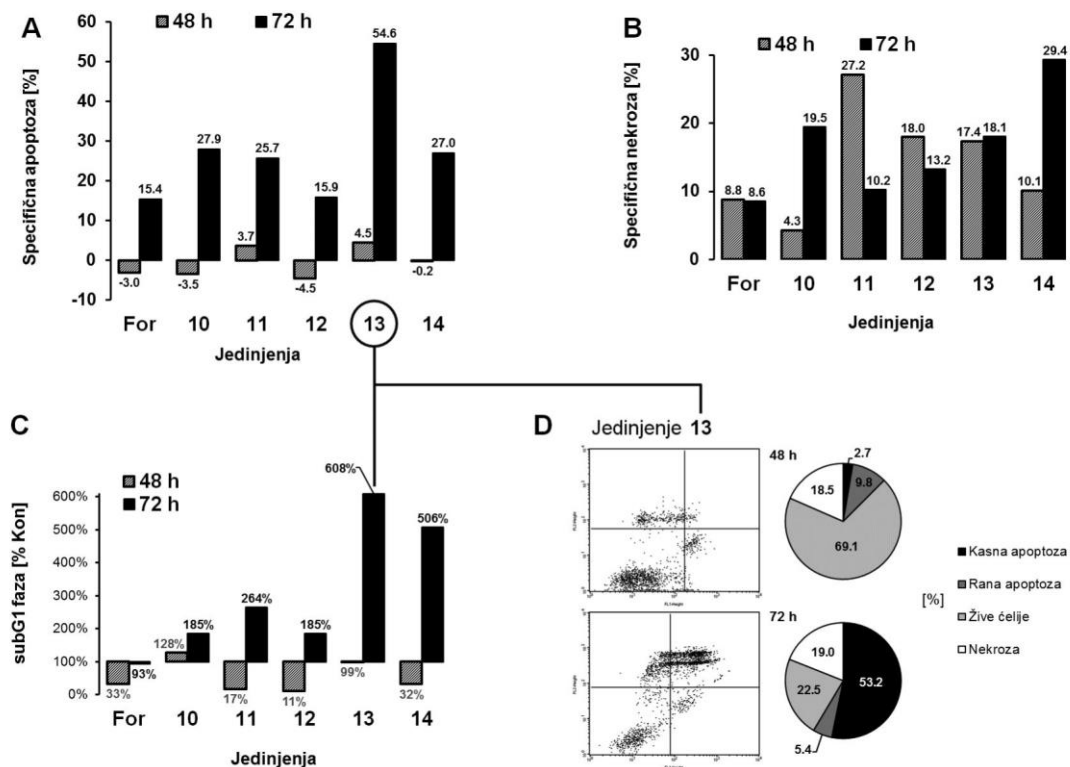 A
48 h 72 h
Specifična apoptoza [%]
60
50
40
30
20
10
0
-10
-3.0 15.4 -3.5 27.9 3.7 25.7 -4.5 15.9 4.5 54.6 -0.2 27.0
For 10 11 12 13 14
Jedinjenja
B
48 h 72 h
Specifična nekroza [%]
30
20
10
0
8.8 8.6 4.3 19.5 27.2 10.2 18.0 13.2 17.4 18.1 10.1 29.4
For 10 11 12 13 14
Jedinjenja
C
48 h
72 h
subG1 faza [% Kon]
600%
500%
400%
300%
200%
100%
0%
33% 93% 128% 185% 17% 264% 11% 185% 99% 608% 32% 506%
For 10 11 12 13 14
Jedinjenja
D
Jedinjenje 13
48 h
2.7
9.8
18.5
69.1
72 h
19.0
53.2
22.5
5.4
[%]
Kasna apoptoza
Rana apoptoza
Žive ćelije
Nekroza